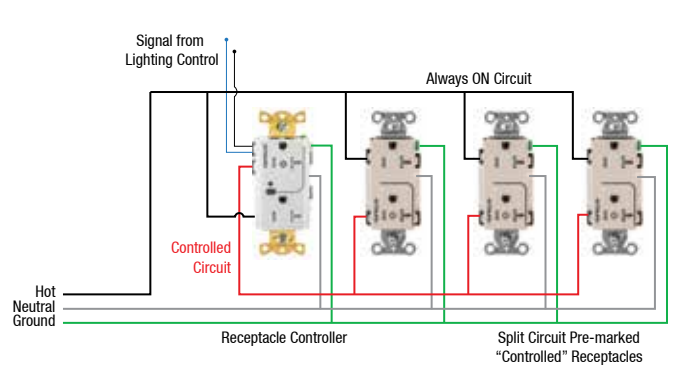 Signal from
Lighting Control
Always ON Circuit
Controlled
Circuit
Hot
Neutral
Ground
Receptacle Controller
Split Circuit Pre-marked
“Controlled” Receptacles